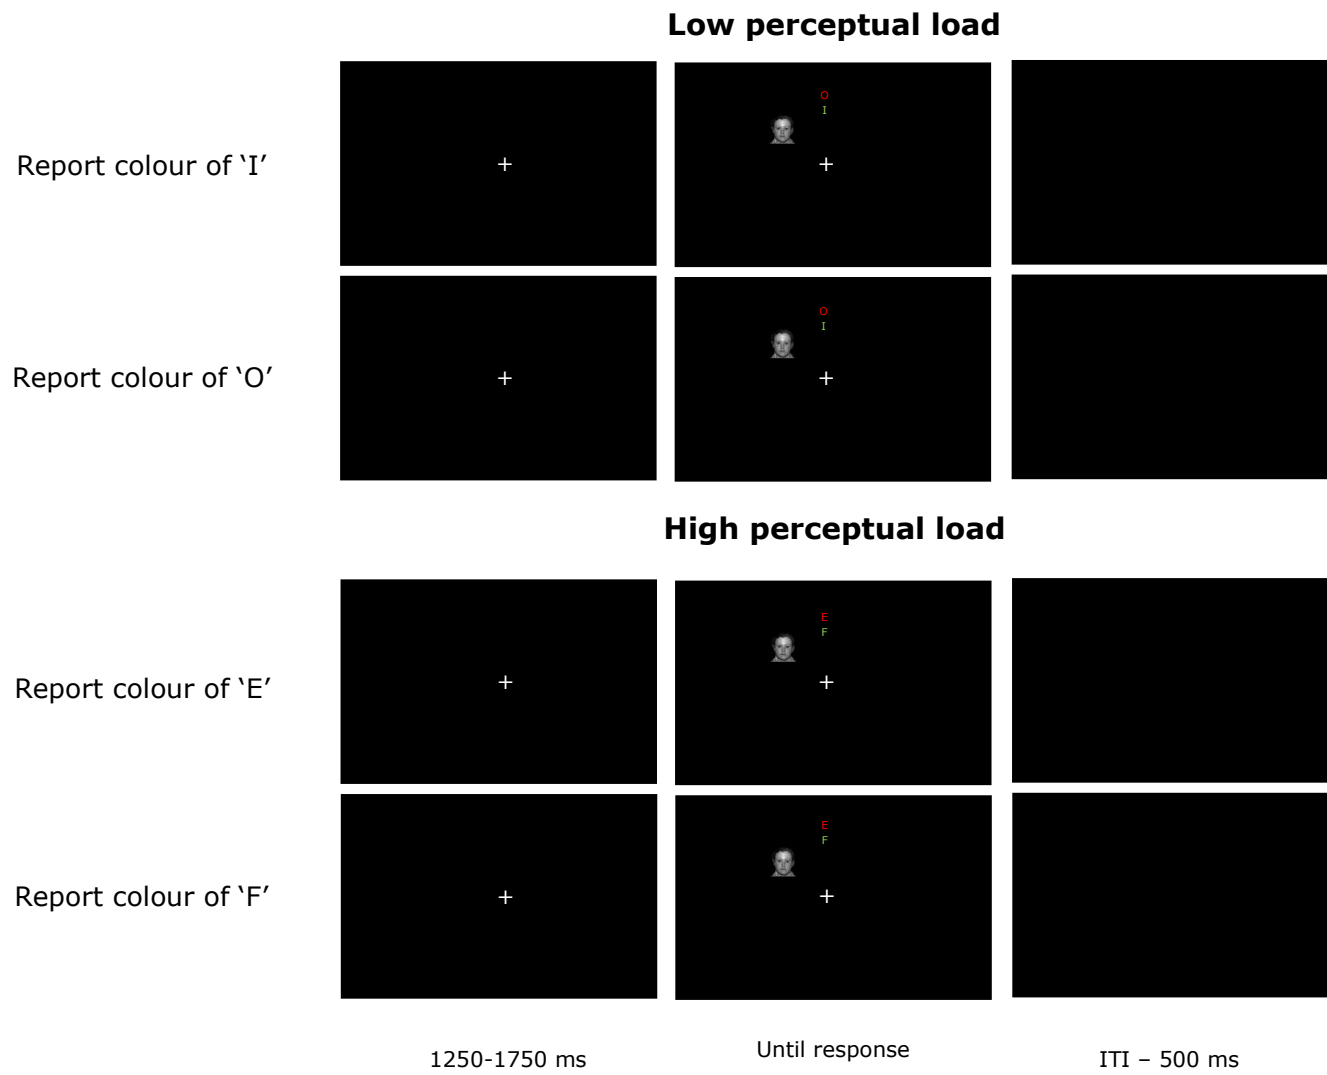 Low perceptual load
Report colour of ‘I’
+
O
I
+
Report colour of ‘O’
+
O
I
+
High perceptual load
Report colour of ‘E’
+
E
F
+
Report colour of ‘F’
+
E
F
+
1250-1750 ms
Until response
ITI – 500 ms